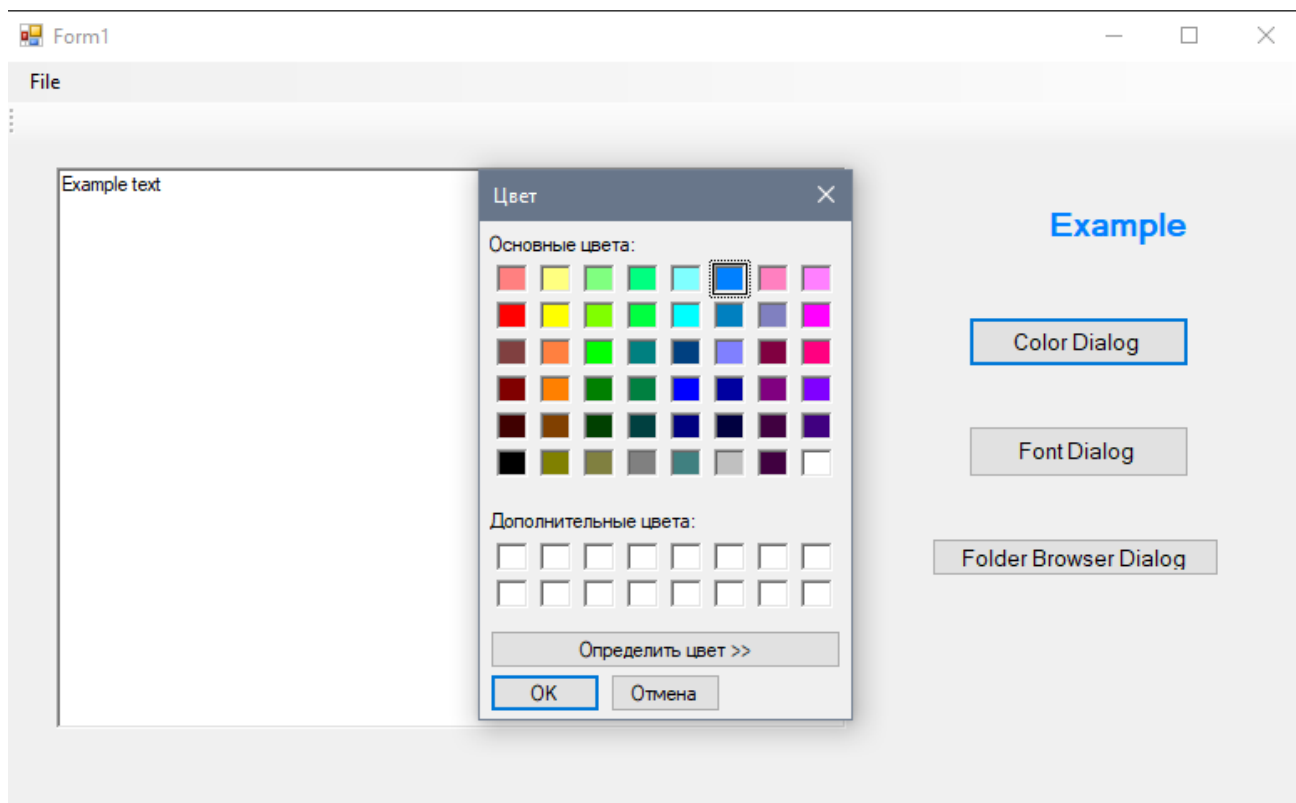 Form1
File
Example text
Цвет
Основные цвета:
Дополнительные цвета:
Определить цвет >>
OK
Отмена
Example
Color Dialog
Font Dialog
Folder Browser Dialog